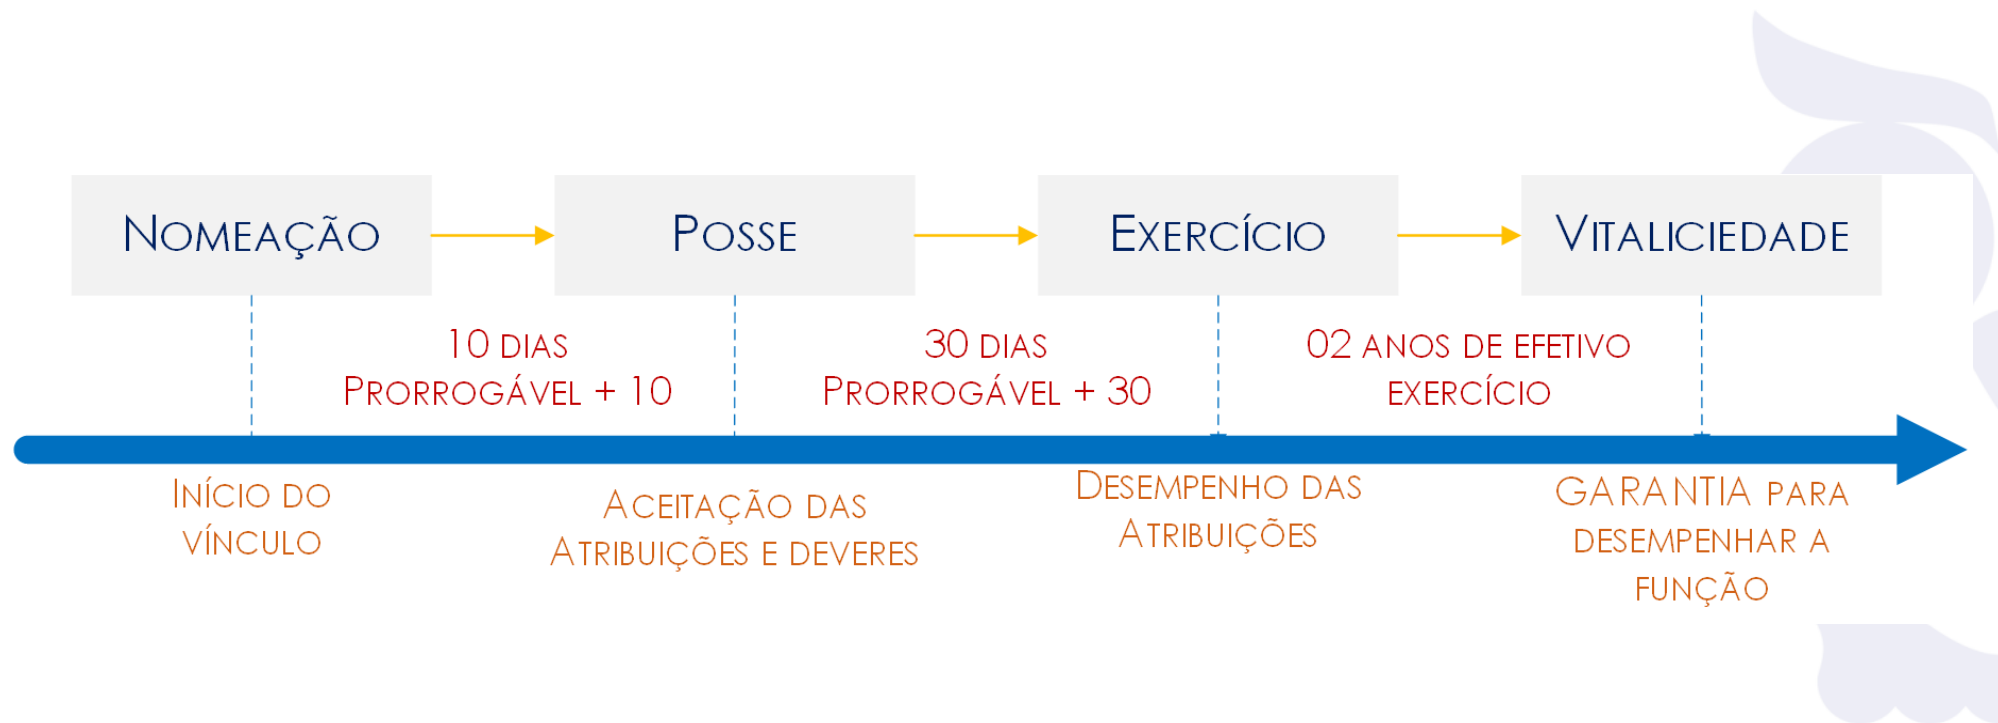 Nomeação
Posse
Exercício
Vitaliciedade
10 dias
Prorrogável + 10
30 dias
Prorrogável + 30
02 anos de efetivo
exercício
Início do
vínculo
Aceitação das
Atribuições e deveres
Desempenho das
Atribuições
GARANTIA para
desempenhar a
função